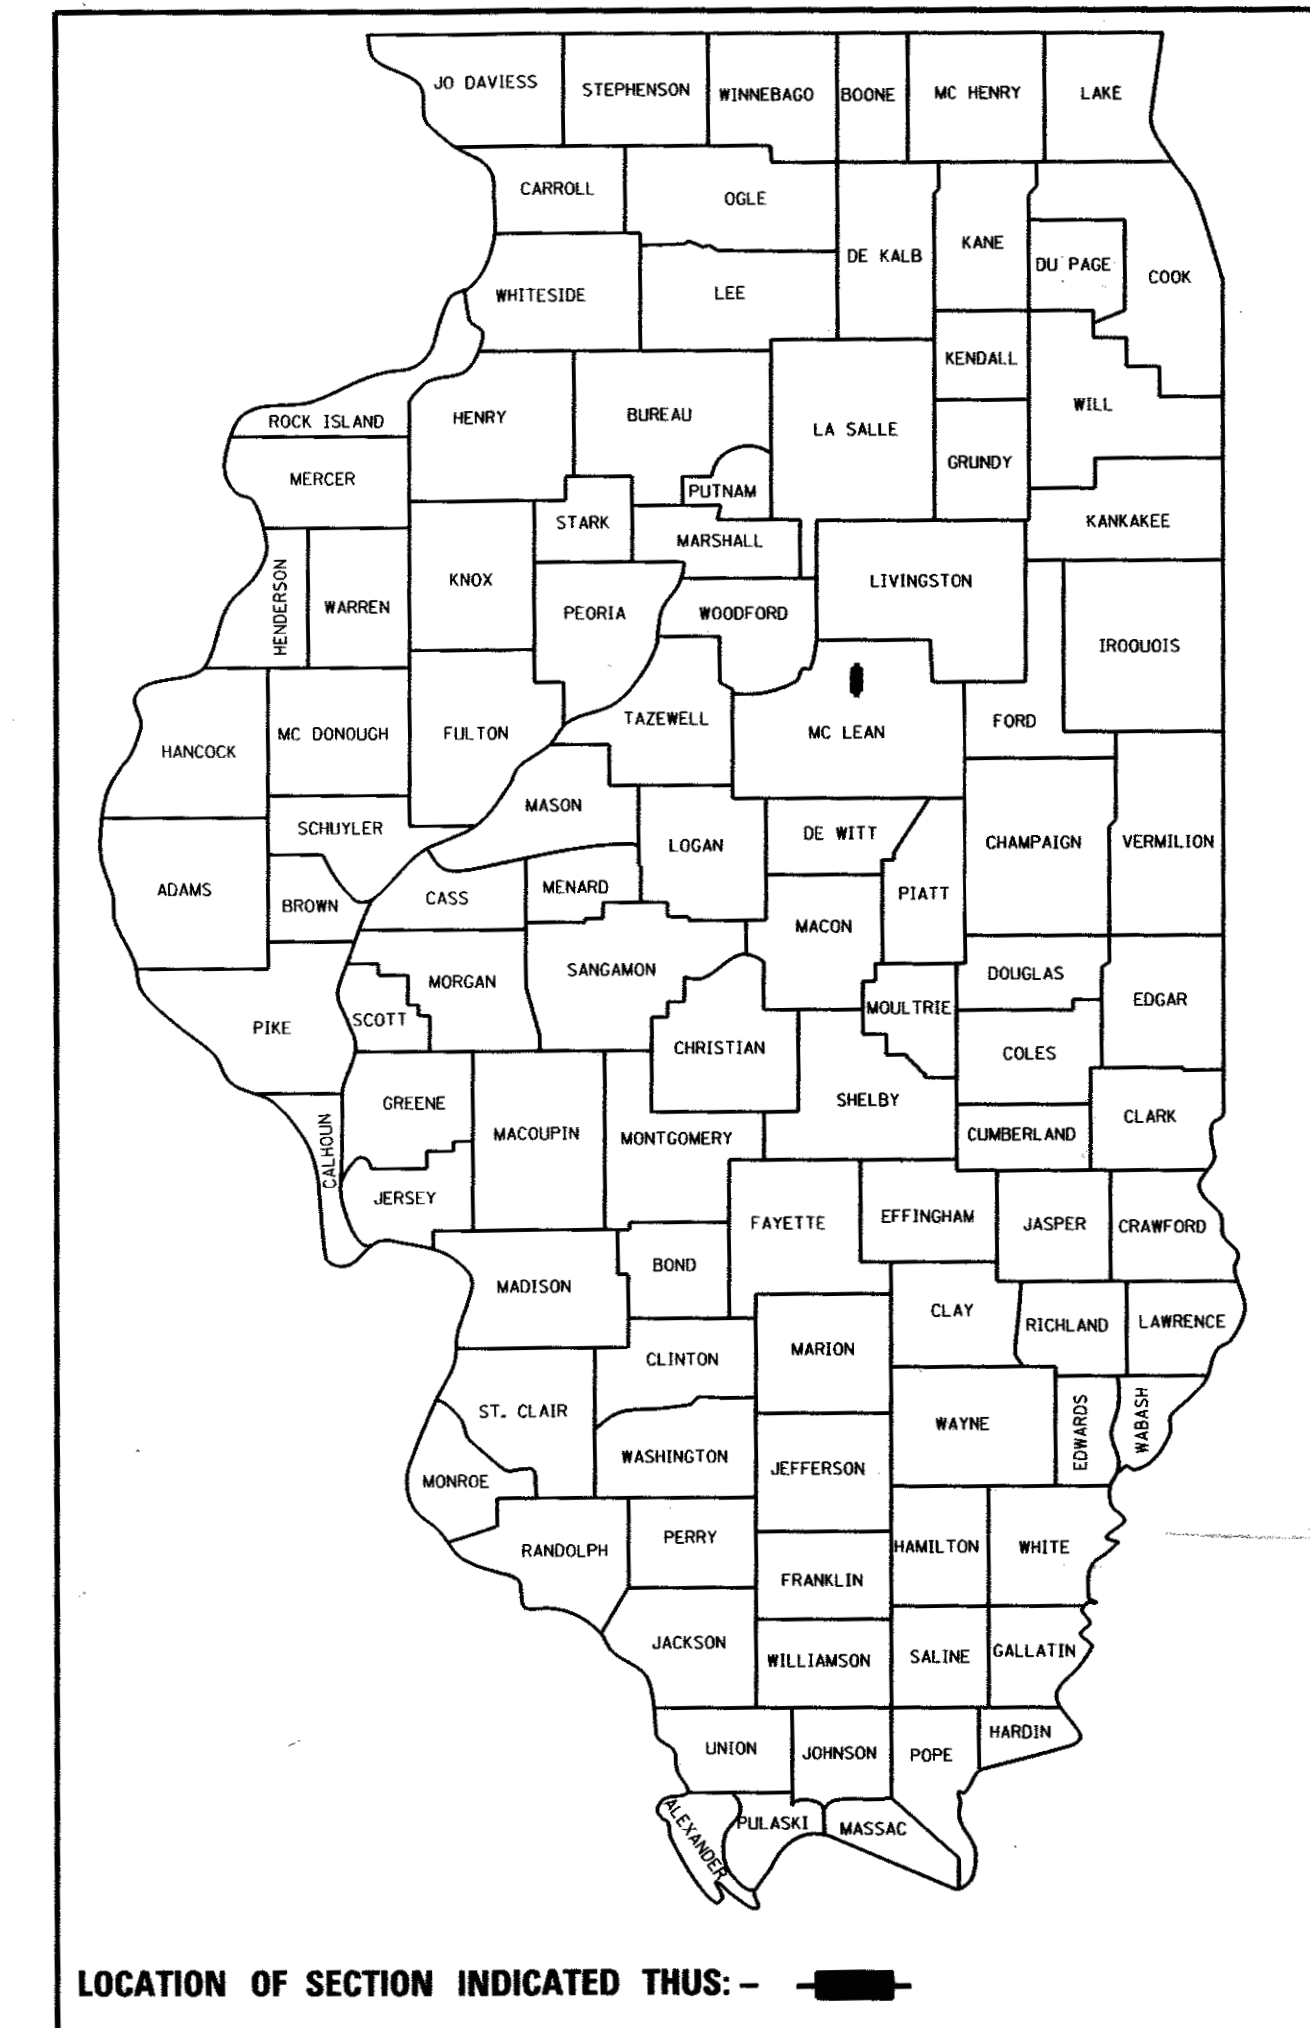 JO DAVIESS
STEPHENSON
WINNEBAGO
BOONE
MC HENRY
LAKE
CARROLL
OGLE
DE KALB
KANE
DU PAGE
COOK
WHITESIDE
LEE
KENDALL
WILL
ROCK ISLAND
HENRY
BUREAU
LA SALLE
GRUNDY
MERCER
PUTNAM
KANKAKEE
STARK
MARSHALL
HENDERSON
WARREN
KNOX
PEORIA
WOODFORD
LIVINGSTON
IROQUOIS
HANCOCK
MC DONOUGH
FULTON
TAZEWELL
MC LEAN
FORD
SCHUYLER
MASON
LOGAN
DE WITT
CHAMPAIGN
VERMILION
ADAMS
BROWN
CASS
MENARD
PIATT
MACON
SANGAMON
MORGAN
DOUGLAS
EDGAR
PIKE
SCOTT
CHRISTIAN
MOULTRIE
COLES
GREENE
SHELBY
CALHOUN
MACOUPIN
MONTGOMERY
CUMBERLAND
CLARK
JERSEY
FAYETTE
EFFINGHAM
JASPER
CRAWFORD
MADISON
BOND
CLAY
RICHLAND
LAWRENCE
CLINTON
MARION
ST. CLAIR
WAYNE
EDWARDS
WABASH
MONROE
WASHINGTON
JEFFERSON
RANDOLPH
PERRY
HAMILTON
WHITE
FRANKLIN
JACKSON
WILLIAMSON
SALINE
GALLATIN
UNION
JOHNSON
POPE
HARDIN
ALEXANDER
PULASKI
MASSAC
LOCATION OF SECTION INDICATED THUS: –